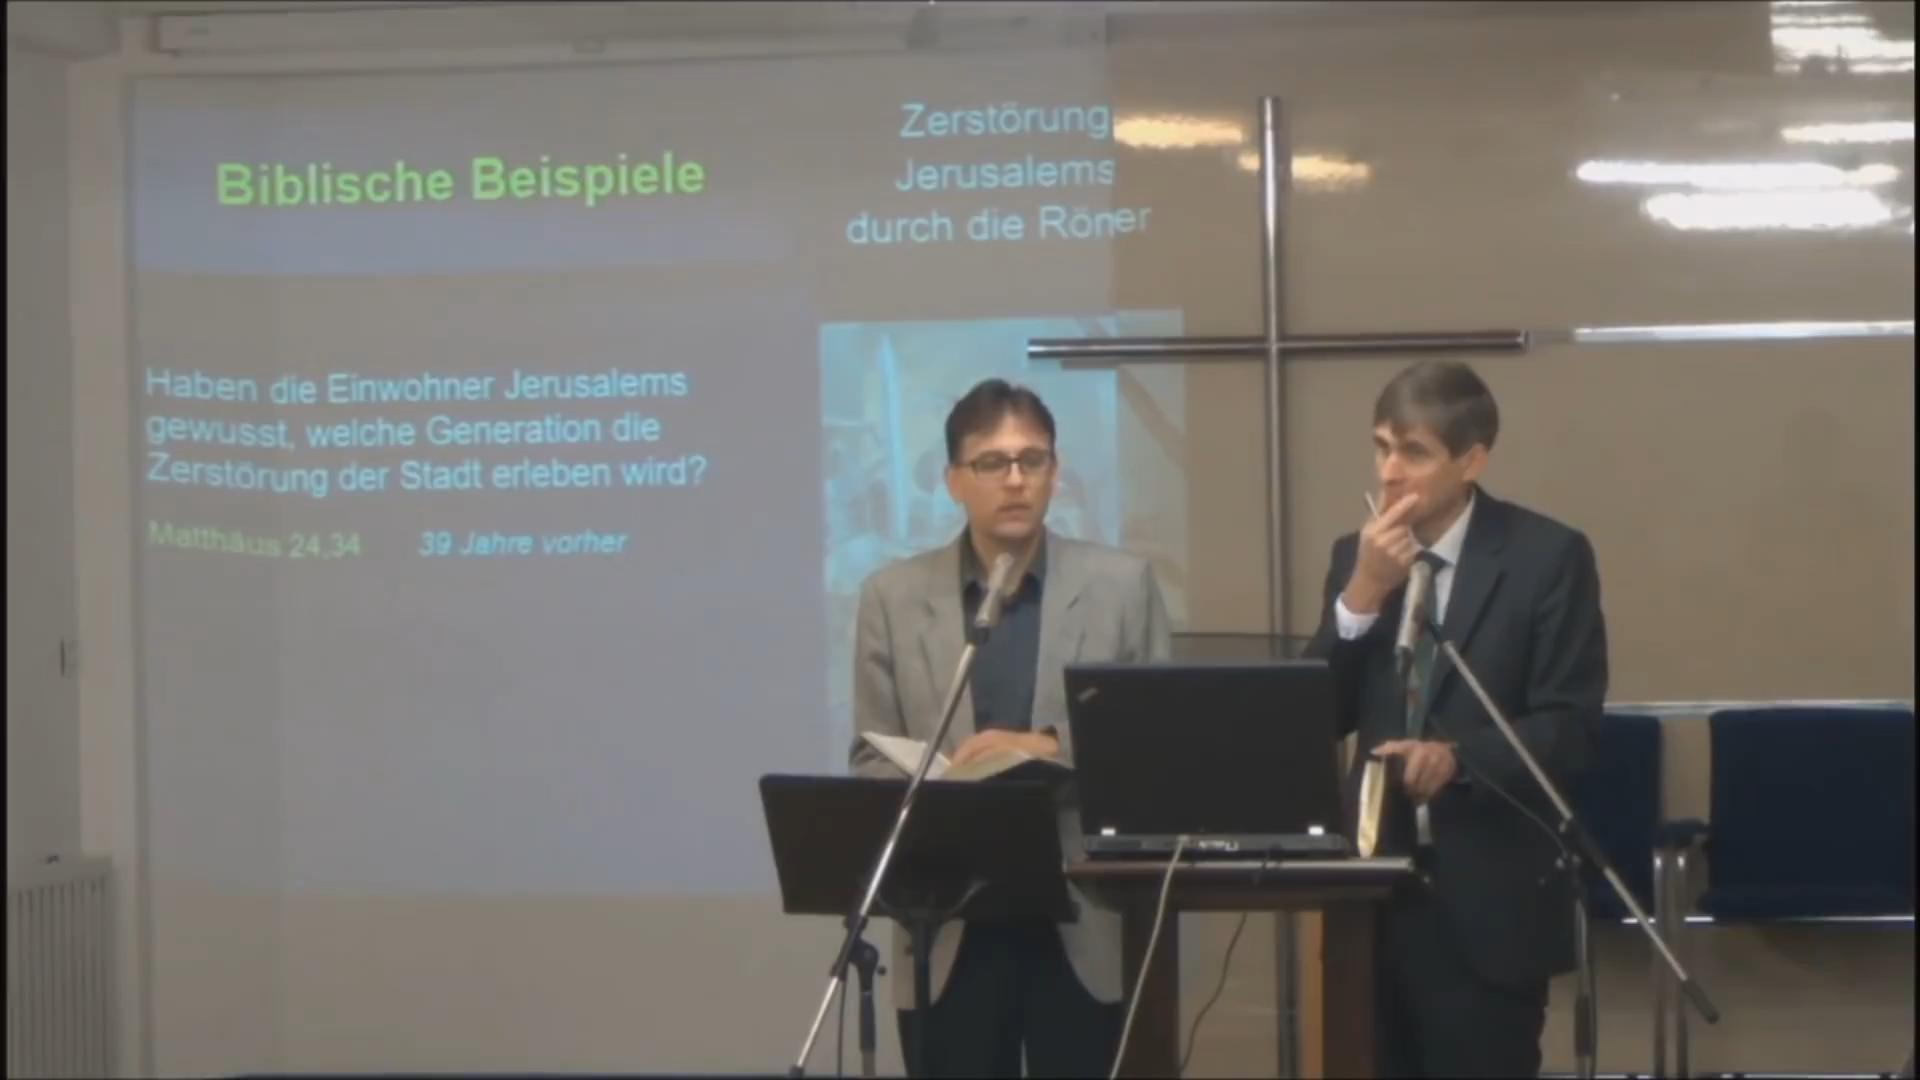 Biblische Beispiele
Zerstörung
Jerusalems
durch die Römer
Haben die Einwohner Jerusalems
gewusst, welche Generation die
Zerstörung der Stadt erleben wird?
Matthäus 24,34 39 Jahre vorher